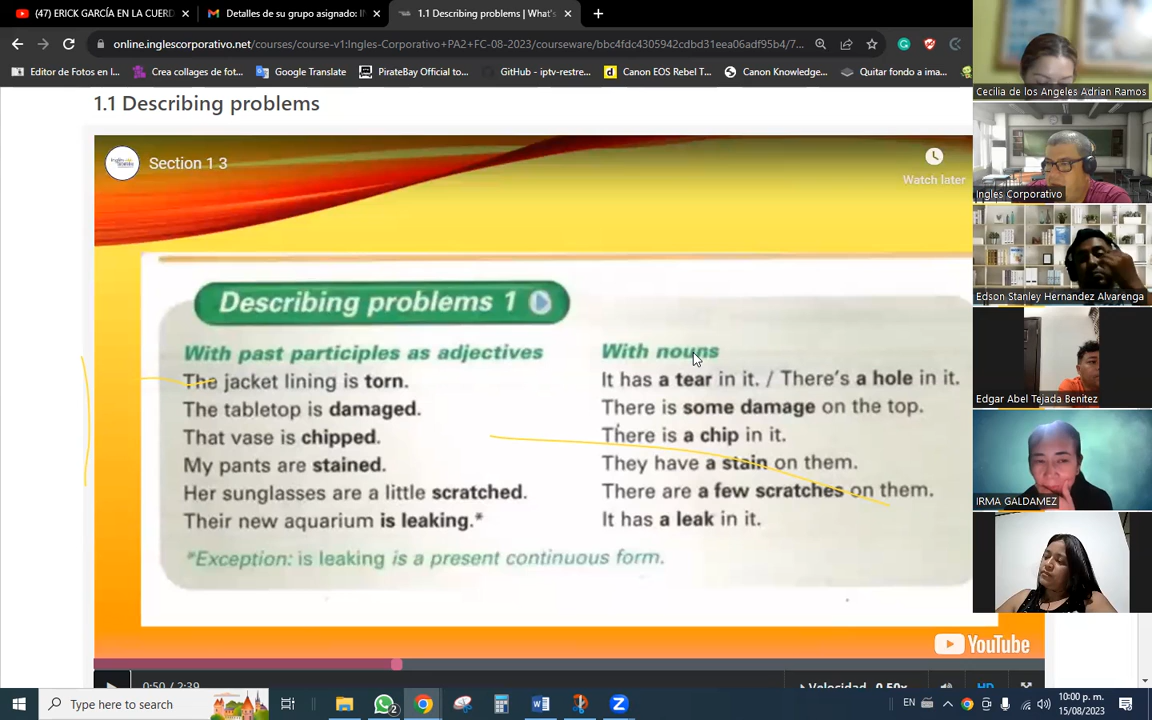 (47) ERICK GARCÍA EN LA CUERD
Detalles de su grupo asignado: I
1.1 Describing problems | What's
online.inglescorporativo.net/courses/course-v1:Ingles-Corporativo+PA2+FC-08-2023/courseware/bbc4fdc4305942cdbd31eea06adf95b4/7...
Editor de Fotos en l...
Crea collages de fot...
Google Translate
PirateBay Official to...
GitHub - iptv-restre...
Canon EOS Rebel T...
Canon Knowledge...
Quitar fondo a ima...
1.1 Describing problems
Section 1 3
Watch later
Describing problems 1
With past participles as adjectives
The jacket lining is torn.
The tabletop is damaged.
That vase is chipped.
My pants are stained.
Her sunglasses are a little scratched.
Their new aquarium is leaking.*
With nouns
It has a tear in it. / There's a hole in it.
There is some damage on the top.
There is a chip in it.
They have a stain on them.
There are a few scratches on them.
It has a leak in it.
*Exception: is leaking is a present continuous form.
YouTube
0:50 / 2:39
Velocidad 0.50x
HD
Cecilia de los Angeles Adrian Ramos
Ingles Corporativo
Edson Stanley Hernandez Alvarenga
Edgar Abel Tejada Benitez
IRMA GALDAMEZ
Type here to search
2
EN
10:00 p. m.
15/08/2023